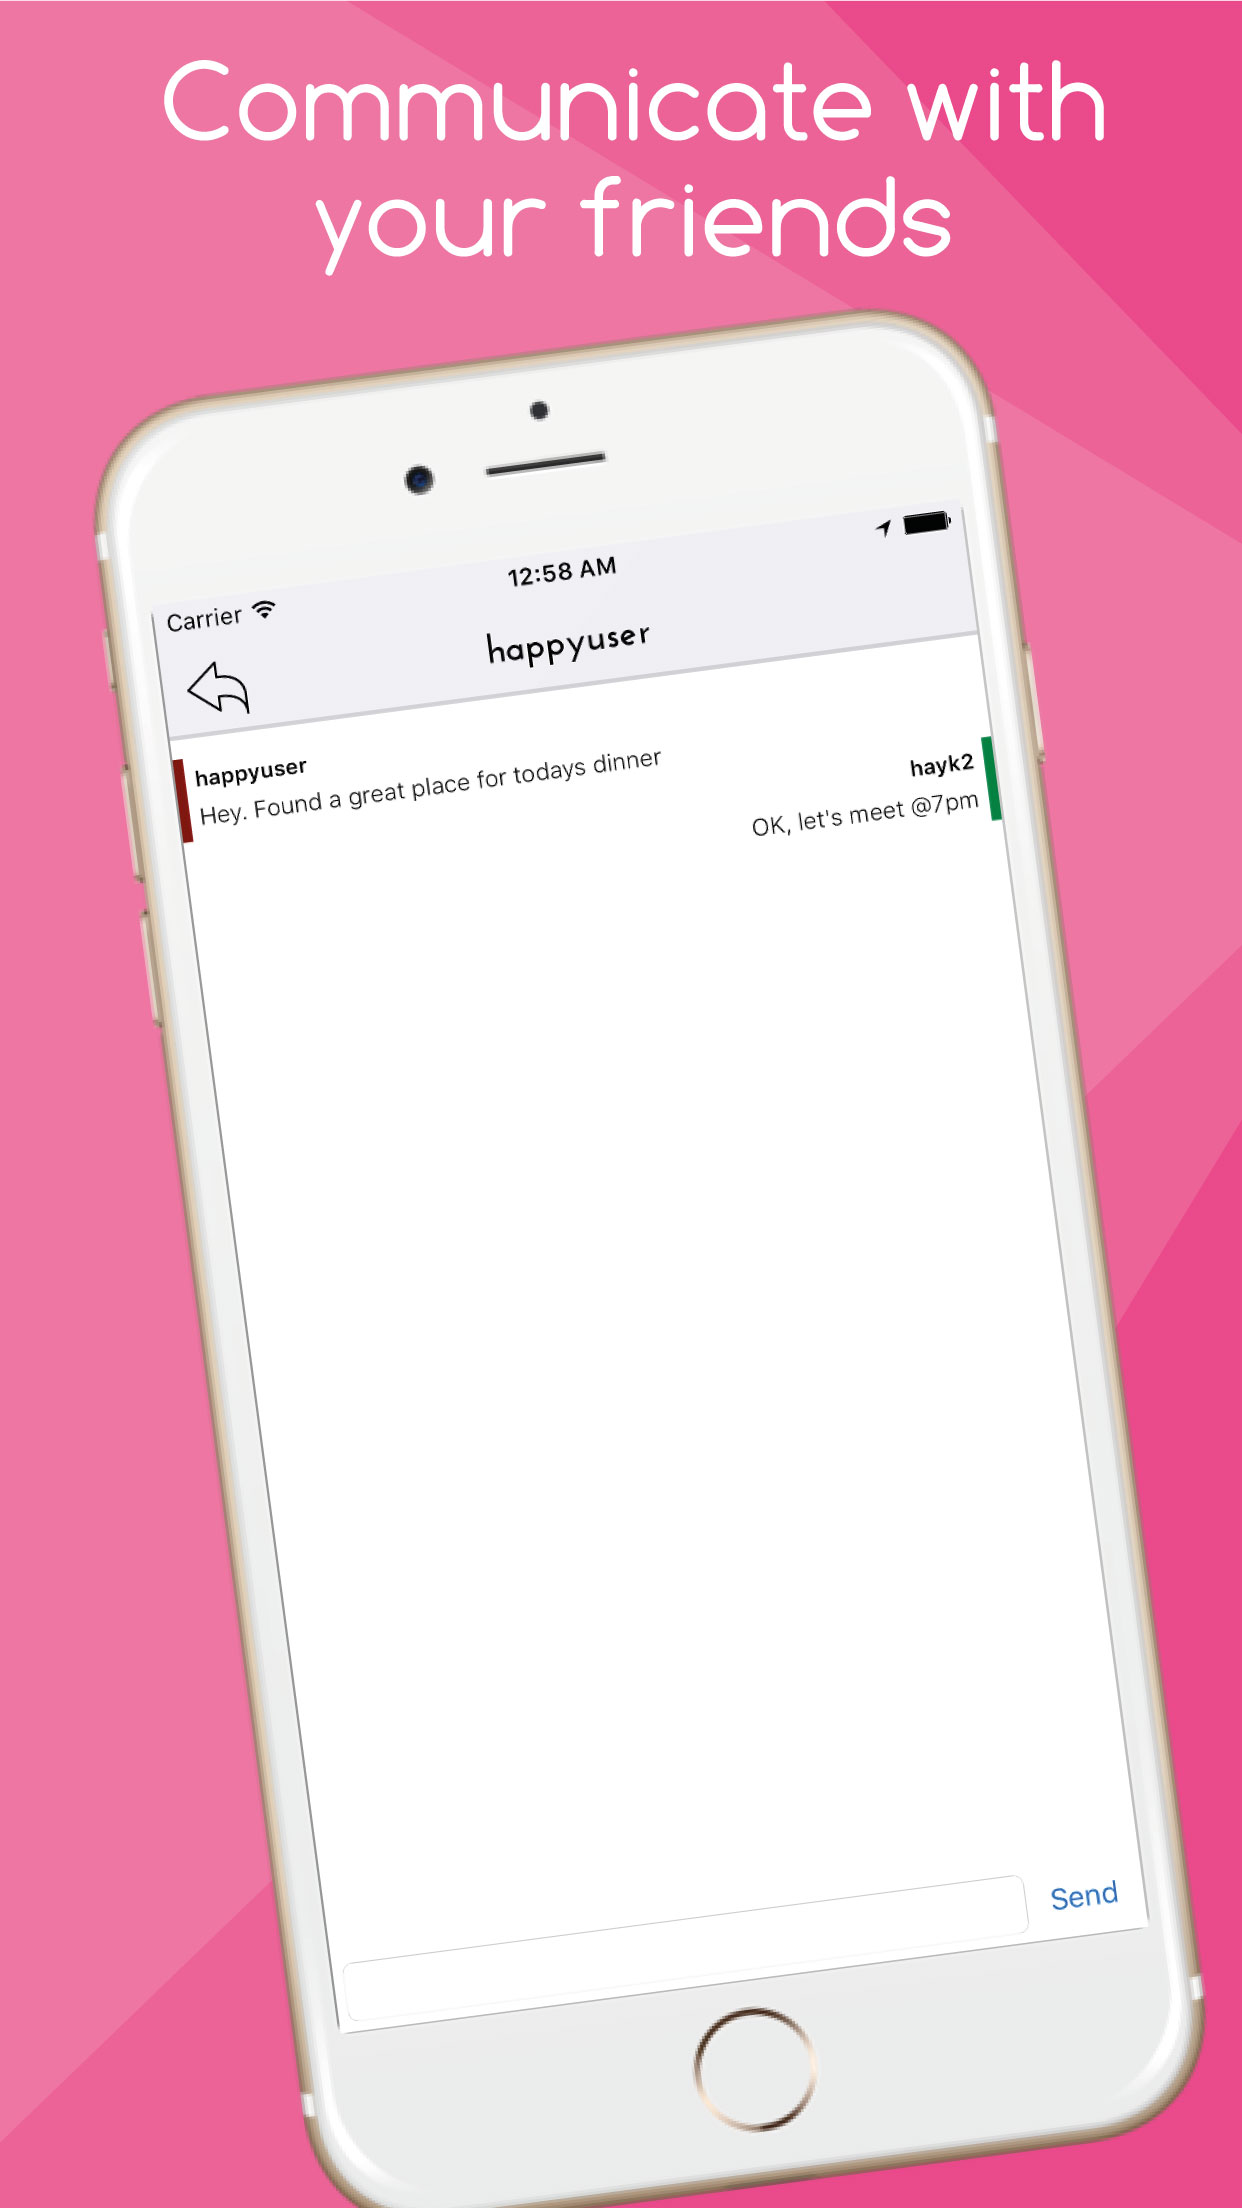 Communicate with
your friends
Carrier
12:58 AM
happyuser
happyuser
Hey. Found a great place for todays dinner
hayk2
OK, let's meet @7pm
Send